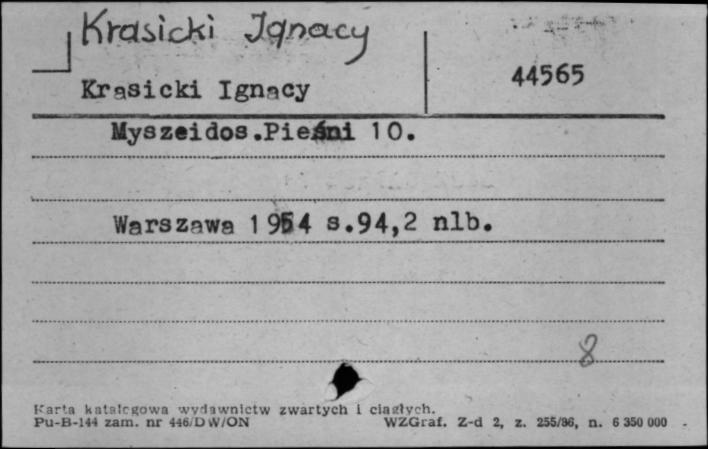 Krasicki Ignacy
44565
Krasicki Ignacy
Myszeidos.Pieśni 10.
Warszawa 1954 s.94,2 nlb.
8
Karta katalogowa wydawnictw zwartych i ciągłych.
Pu-B-144 zam. nr 446/DW/ON WZGraf. Z-d 2, z. 255/86, n. 6 350 000